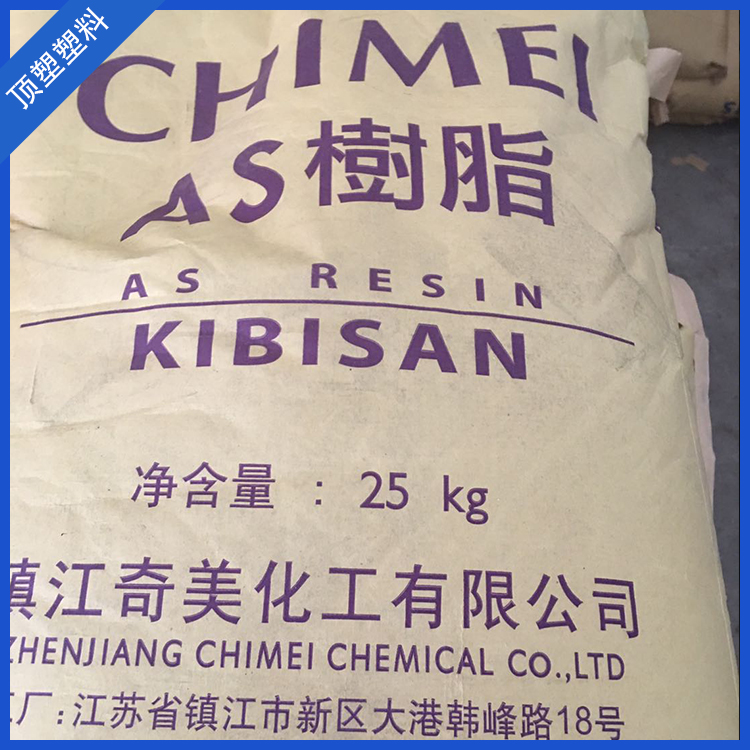 顶塑塑料
CHIMEI
AS樹脂
AS RESIN
KIBISAN
净含量 : 25 kg
镇江奇美化工有限公司
ZHENJIANG CHIMEI CHEMICAL CO.,LTD
厂:江苏省镇江市新区大港韩峰路18号